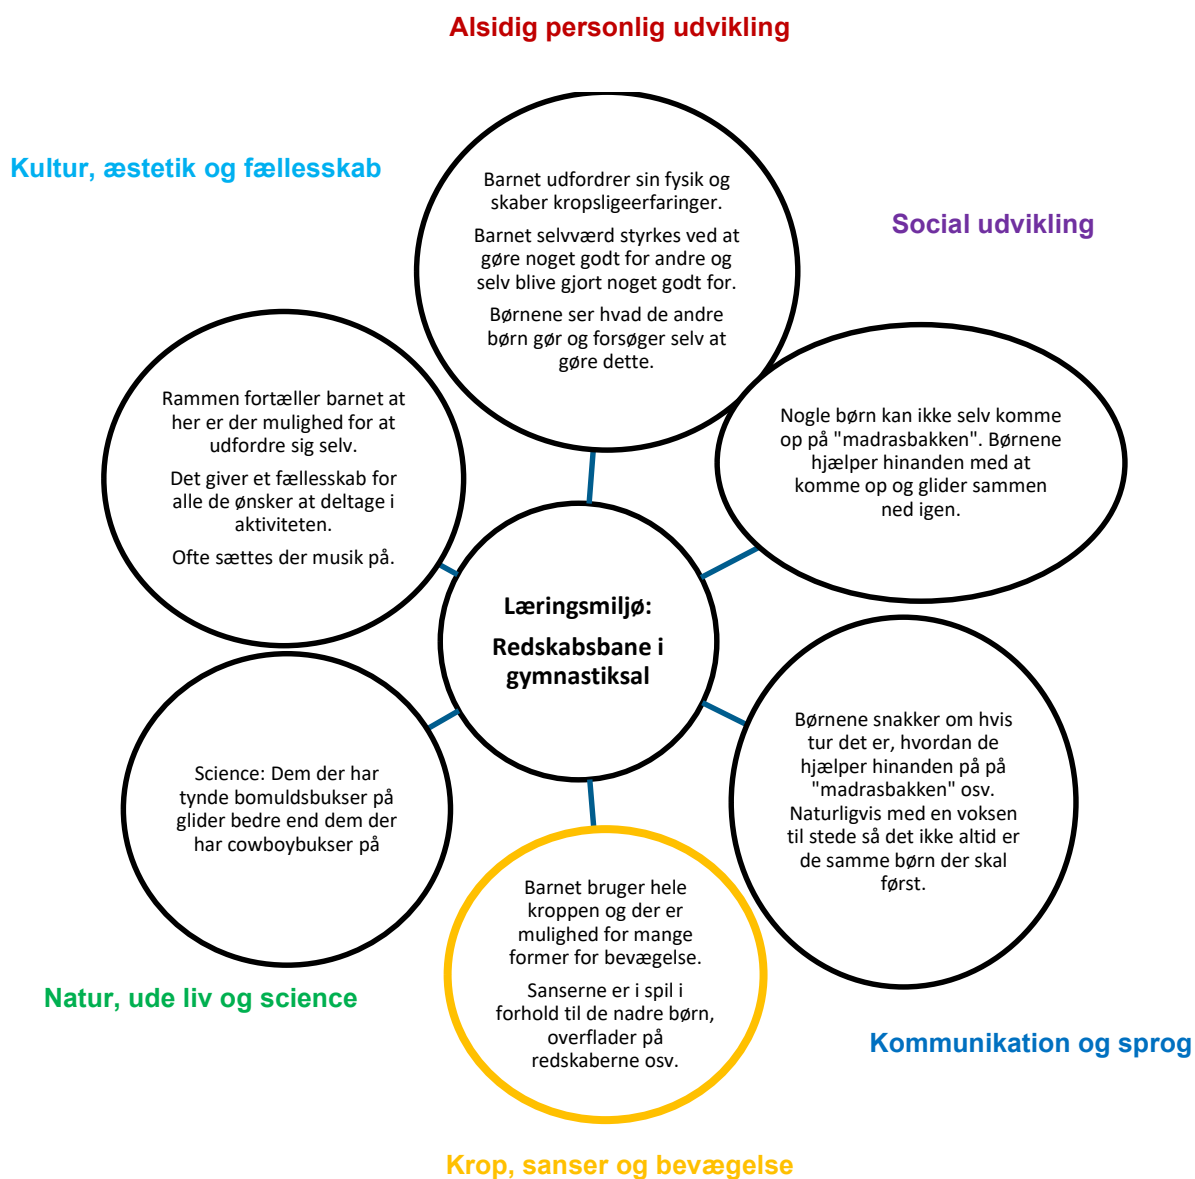 Alsidig personlig udvikling
Kultur, æstetik og fællesskab
Social udvikling
Barnet udfordrer sin fysik og
skaber kropsligeerfaringer.
Barnet selvværd styrkes ved at
gøre noget godt for andre og
selv blive gjort noget godt for.
Børnene ser hvad de andre
børn gør og forsøger selv at
gøre dette.
Rammen fortæller barnet at
her er der mulighed for at
udfordre sig selv.
Det giver et fællesskab for
alle de ønsker at deltage i
aktiviteten.
Ofte sættes der musik på.
Nogle børn kan ikke selv komme
op på "madrasbakken". Børnene
hjælper hinanden med at
komme op og glider sammen
ned igen.
Læringsmiljø:
Redskabsbane i
gymnastiksal
Science: Dem der har
tynde bomuldsbukser på
glider bedre end dem der
har cowboybukser på
Børnene snakker om hvis
tur det er, hvordan de
hjælper hinanden på på
"madrasbakken" osv.
Naturligvis med en voksen
til stede så det ikke altid er
de samme børn der skal
først.
Barnet bruger hele
kroppen og der er
mulighed for mange
former for bevægelse.
Sanserne er i spil i
forhold til de nadre børn,
overflader på
redskaberne osv.
Natur, ude liv og science
Kommunikation og sprog
Krop, sanser og bevægelse